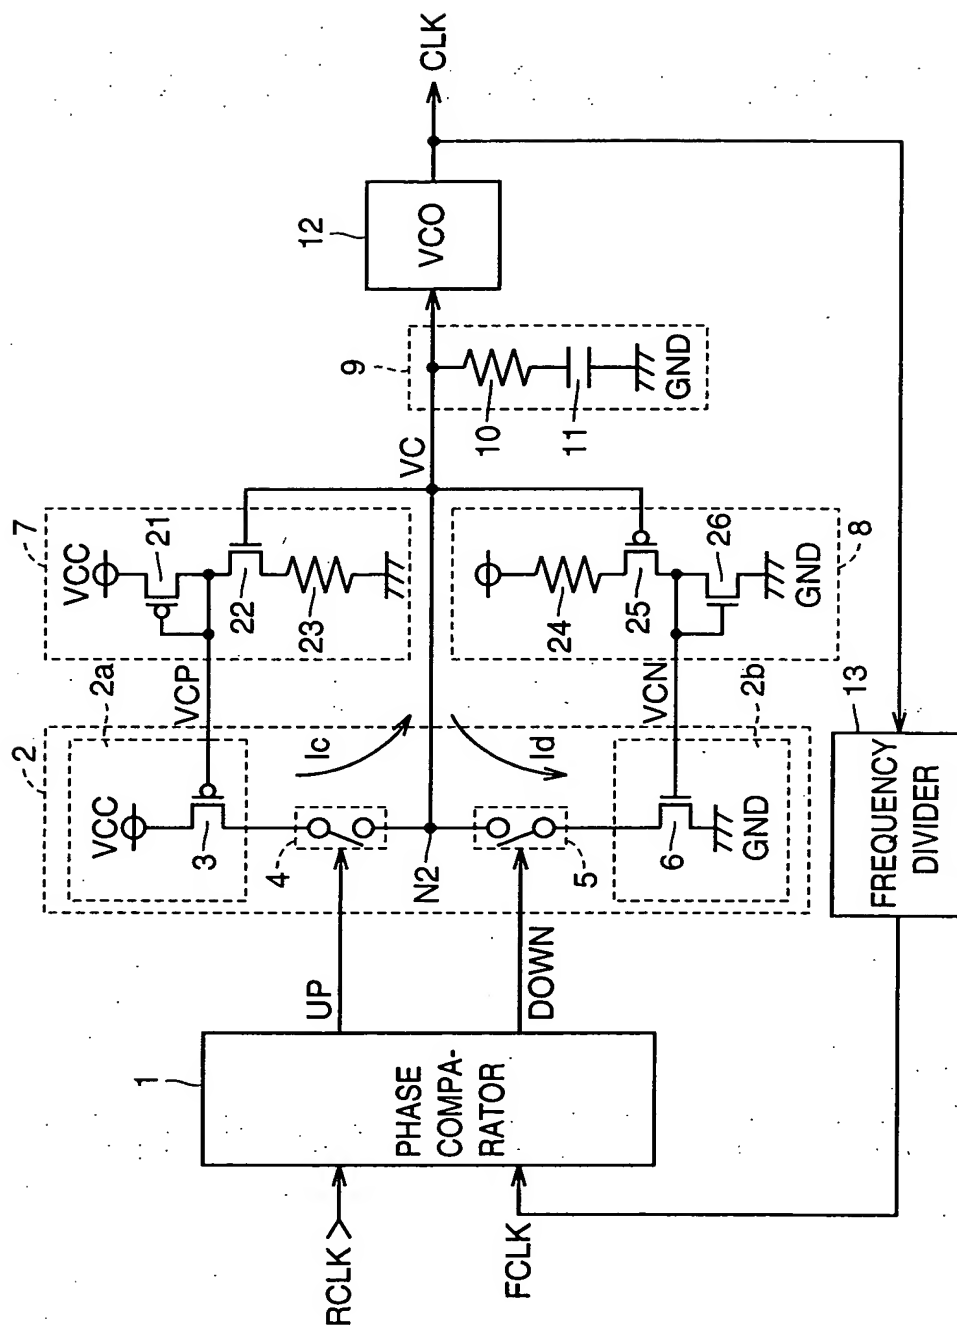 2
2a
7
VCC
VCC
21
3
VCP
22
23
Ic
4
UP
N2
VC
9
10
11
GND
12
VCO
CLK
1
PHASE
COMPA-
RATOR
RCLK
FCLK
DOWN
5
Id
24
25
26
VCN
6
GND
2b
GND
8
13
FREQUENCY
DIVIDER